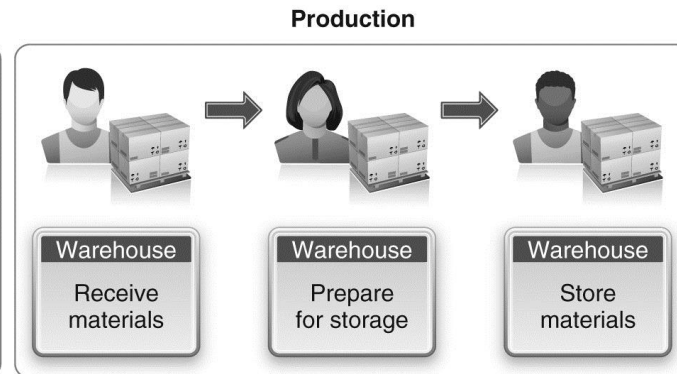 Production
Warehouse
Receive
materials
Warehouse
Prepare
for storage
Warehouse
Store
materials